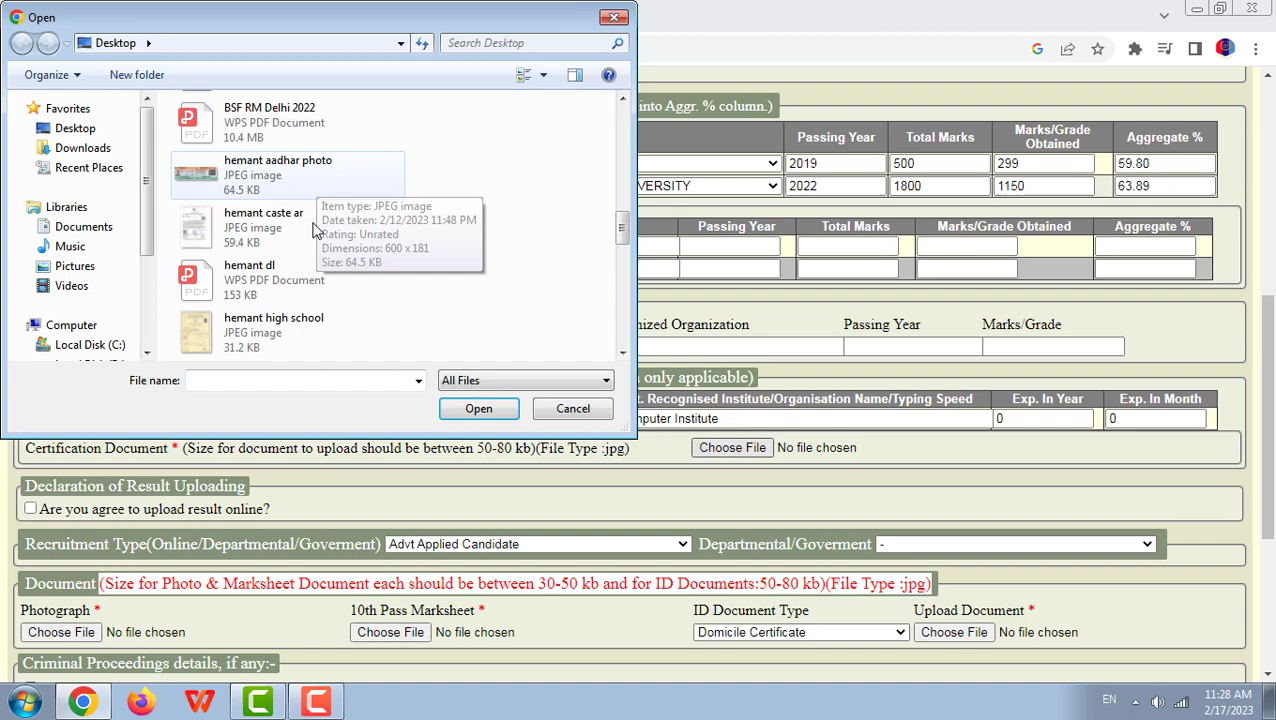 Open
Desktop
Search Desktop
Organize
New folder
Favorites
Desktop
Downloads
Recent Places
Libraries
Documents
Music
Pictures
Videos
Computer
Local Disk (C:)
BSF RM Delhi 2022
WPS PDF Document
10.4 MB
hemant aadhar photo
JPEG image
64.5 KB
hemant caste ar
JPEG image
59.4 KB
hemant dl
WPS PDF Document
153 KB
hemant high school
JPEG image
31.2 KB
Item type: JPEG image
Date taken: 2/12/2023 11:48 PM
Rating: Unrated
Dimensions: 600 x 181
Size: 64.5 KB
File name:
All Files
Open Cancel
into Aggr. % column.)
Passing Year Total Marks Marks/Grade Obtained Aggregate %
2019 500 299 59.80
VERSITY 2022 1800 1150 63.89
Passing Year Total Marks Marks/Grade Obtained Aggregate %
nized Organization Passing Year Marks/Grade
n only applicable)
t. Recognised Institute/Organisation Name/Typing Speed Exp. In Year Exp. In Month
mputer Institute 0 0
Certification Document * (Size for document to upload should be between 50-80 kb)(File Type :jpg) Choose File No file chosen
Declaration of Result Uploading
Are you agree to upload result online?
Recruitment Type(Online/Departmental/Goverment) Advt Applied Candidate Departmental/Goverment -
Document (Size for Photo & Marksheet Document each should be between 30-50 kb and for ID Documents:50-80 kb)(File Type :jpg)
Photograph * 10th Pass Marksheet * ID Document Type Upload Document *
Choose File No file chosen Choose File No file chosen Domicile Certificate Choose File No file chosen
Criminal Proceedings details, if any:-
EN 11:28 AM
2/17/2023